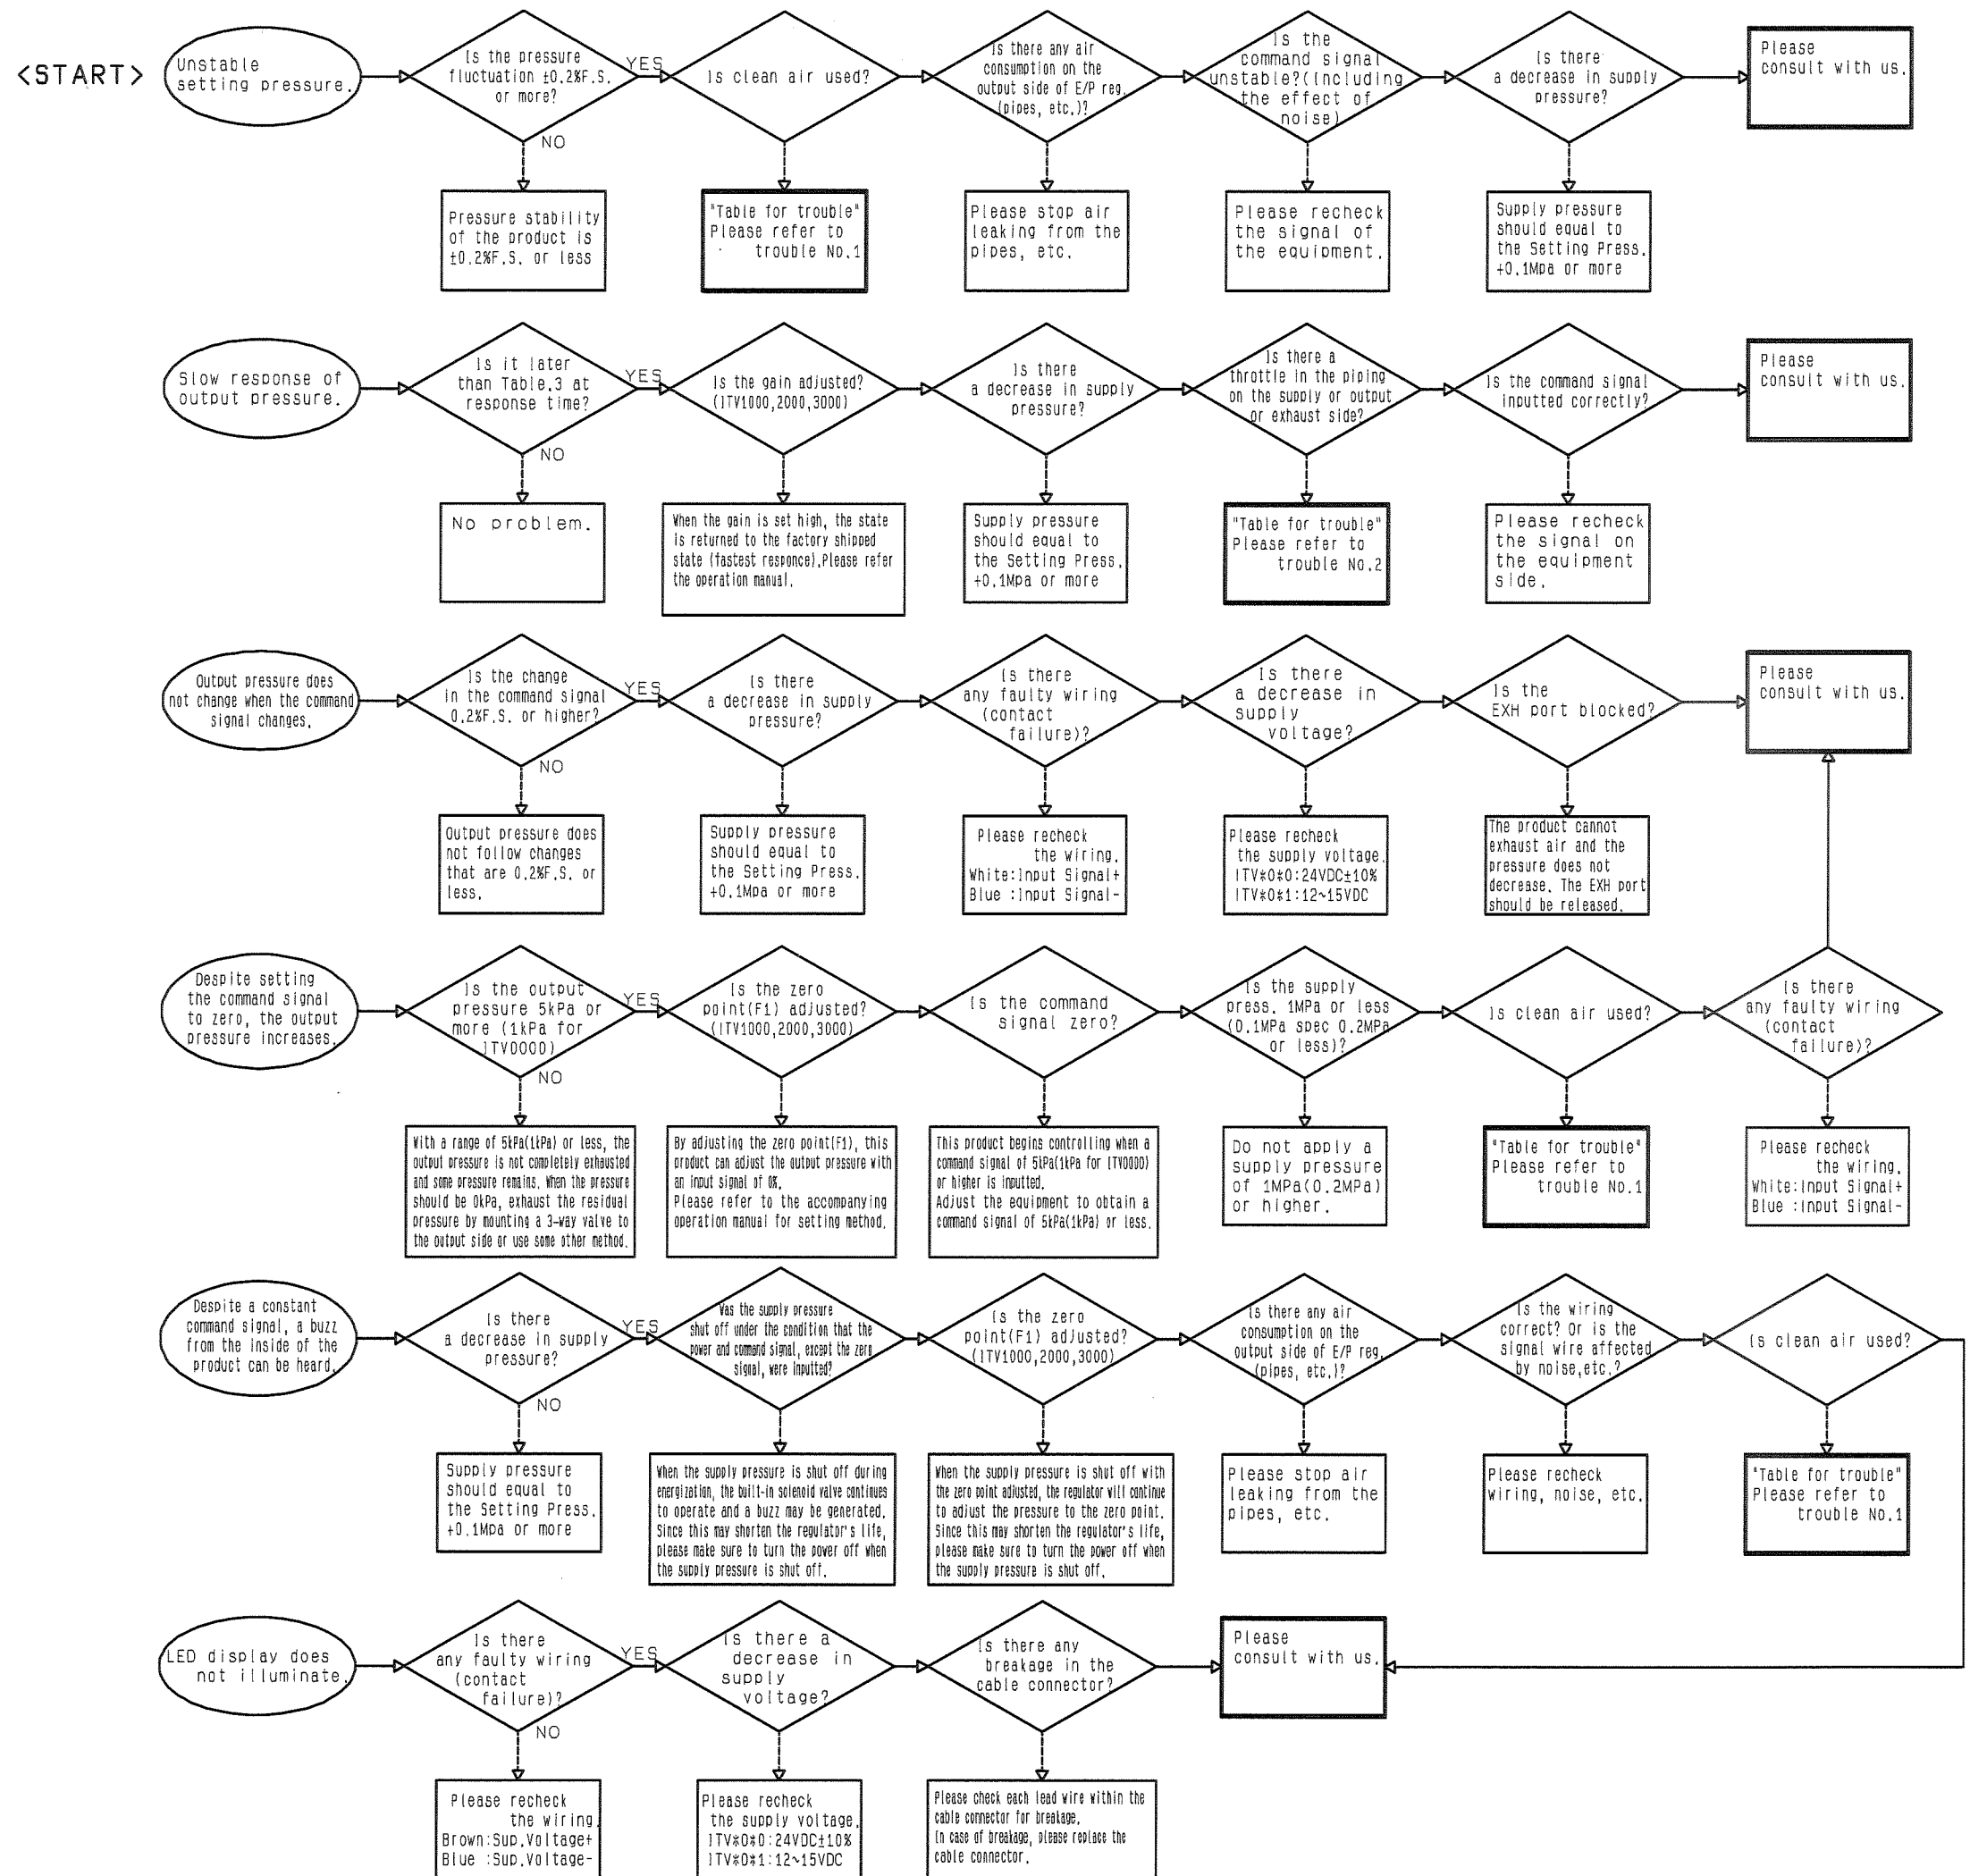 <START>
Unstable
setting pressure.
Is the pressure
fluctuation ±0.2%F.S.
or more?
YES
NO
Is clean air used?
Is there any air
consumption on the
output side of E/P reg.
(pipes, etc.)?
Is the
command signal
unstable?(Including
the effect of
noise)
Is there
a decrease in supply
pressure?
Please
consult with us.
Pressure stability
of the product is
±0.2%F.S. or less
"Table for trouble"
Please refer to
trouble No.1
Please stop air
leaking from the
pipes, etc.
Please recheck
the signal of
the equipment.
Supply pressure
should equal to
the Setting Press.
+0.1Mpa or more
Slow response of
output pressure.
Is it later
than Table.3 at
response time?
YES
NO
Is the gain adjusted?
(ITV1000,2000,3000)
Is there
a decrease in supply
pressure?
Is there a
throttle in the piping
on the supply or output
or exhaust side?
Is the command signal
inputted correctly?
Please
consult with us.
No problem.
When the gain is set high, the state
is returned to the factory shipped
state (fastest responce).Please refer
the operation manual.
Supply pressure
should equal to
the Setting Press.
+0.1Mpa or more
"Table for trouble"
Please refer to
trouble No.2
Please recheck
the signal on
the equipment
side.
Output pressure does
not change when the command
signal changes.
Is the change
in the command signal
0.2%F.S. or higher?
YES
NO
Is there
a decrease in supply
pressure?
Is there
any faulty wiring
(contact
failure)?
Is there
a decrease in
supply
voltage?
Is the
EXH port blocked?
Please
consult with us.
Output pressure does
not follow changes
that are 0.2%F.S. or
less.
Supply pressure
should equal to
the Setting Press.
+0.1Mpa or more
Please recheck
the wiring.
White:Input Signal+
Blue :Input Signal-
Please recheck
the supply voltage.
ITV*0*0:24VDC±10%
ITV*0*1:12~15VDC
The product cannot
exhaust air and the
pressure does not
decrease. The EXH port
should be released.
Despite setting
the command signal
to zero, the output
pressure increases.
Is the output
pressure 5kPa or
more (1kPa for
ITV0000)
YES
NO
Is the zero
point(F1) adjusted?
(ITV1000,2000,3000)
Is the command
signal zero?
Is the supply
press. 1MPa or less
(0.1MPa spec 0.2MPa
or less)?
Is clean air used?
Is there
any faulty wiring
(contact
failure)?
With a range of 5kPa(1kPa) or less, the
output pressure is not completely exhausted
and some pressure remains. When the pressure
should be 0kPa, exhaust the residual
pressure by mounting a 3-way valve to
the output side or use some other method.
By adjusting the zero point(F1), this
product can adjust the output pressure with
an input signal of 0%.
Please refer to the accompanying
operation manual for setting method.
This product begins controlling when a
command signal of 5kPa(1kPa for ITV0000)
or higher is inputted.
Adjust the equipment to obtain a
command signal of 5kPa(1kPa) or less.
Do not apply a
supply pressure
of 1MPa(0.2MPa)
or higher.
"Table for trouble"
Please refer to
trouble No.1
Please recheck
the wiring.
White:Input Signal+
Blue :Input Signal-
Despite a constant
command signal, a buzz
from the inside of the
product can be heard.
Is there
a decrease in supply
pressure?
YES
NO
Was the supply pressure
shut off under the condition that the
power and command signal, except the zero
signal, were inputted?
Is the zero
point(F1) adjusted?
(ITV1000,2000,3000)
Is there any air
consumption on the
output side of E/P reg.
(pipes, etc.)?
Is the wiring
correct? Or is the
signal wire affected
by noise,etc.?
Is clean air used?
Supply pressure
should equal to
the Setting Press.
+0.1Mpa or more
When the supply pressure is shut off during
energization, the built-in solenoid valve continues
to operate and a buzz may be generated.
Since this may shorten the regulator's life,
please make sure to turn the power off when
the supply pressure is shut off.
When the supply pressure is shut off with
the zero point adjusted, the regulator will continue
to adjust the pressure to the zero point.
Since this may shorten the regulator's life,
please make sure to turn the power off when
the supply pressure is shut off.
Please stop air
leaking from the
pipes, etc.
Please recheck
wiring, noise, etc.
"Table for trouble"
Please refer to
trouble No.1
LED display does
not illuminate.
Is there
any faulty wiring
(contact
failure)?
YES
NO
Is there a
decrease in
supply
voltage?
Is there any
breakage in the
cable connector?
Please
consult with us.
Please recheck
the wiring.
Brown:Sup.Voltage+
Blue :Sup.Voltage-
Please recheck
the supply voltage.
ITV*0*0:24VDC±10%
ITV*0*1:12~15VDC
Please check each lead wire within the
cable connector for breakage.
In case of breakage, please replace the
cable connector.